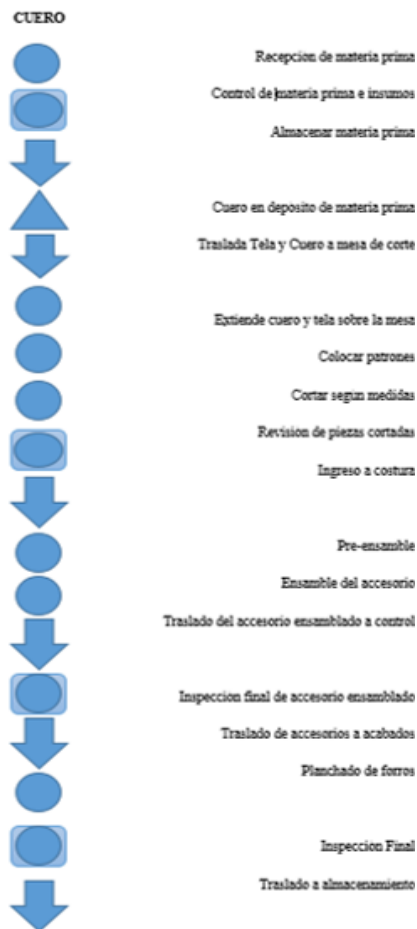 CUERO
Recepcion de materia prima
Control de materia prima e insumos
Almacenar materia prima
Cuero en deposito de materia prima
Traslada Tela y Cuero a mesa de corte
Extiende cuero y tela sobre la mesa
Colocar patrones
Cortar segun medidas
Revision de piezas cortadas
Ingreso a costura
Pre-ensamble
Ensamble del accesorio
Traslado del accesorio ensamblado a control
Inspeccion final de accesorio ensamblado
Traslado de accesorios a acabados
Planchado de forros
Inspeccion Final
Traslado a almacenamiento